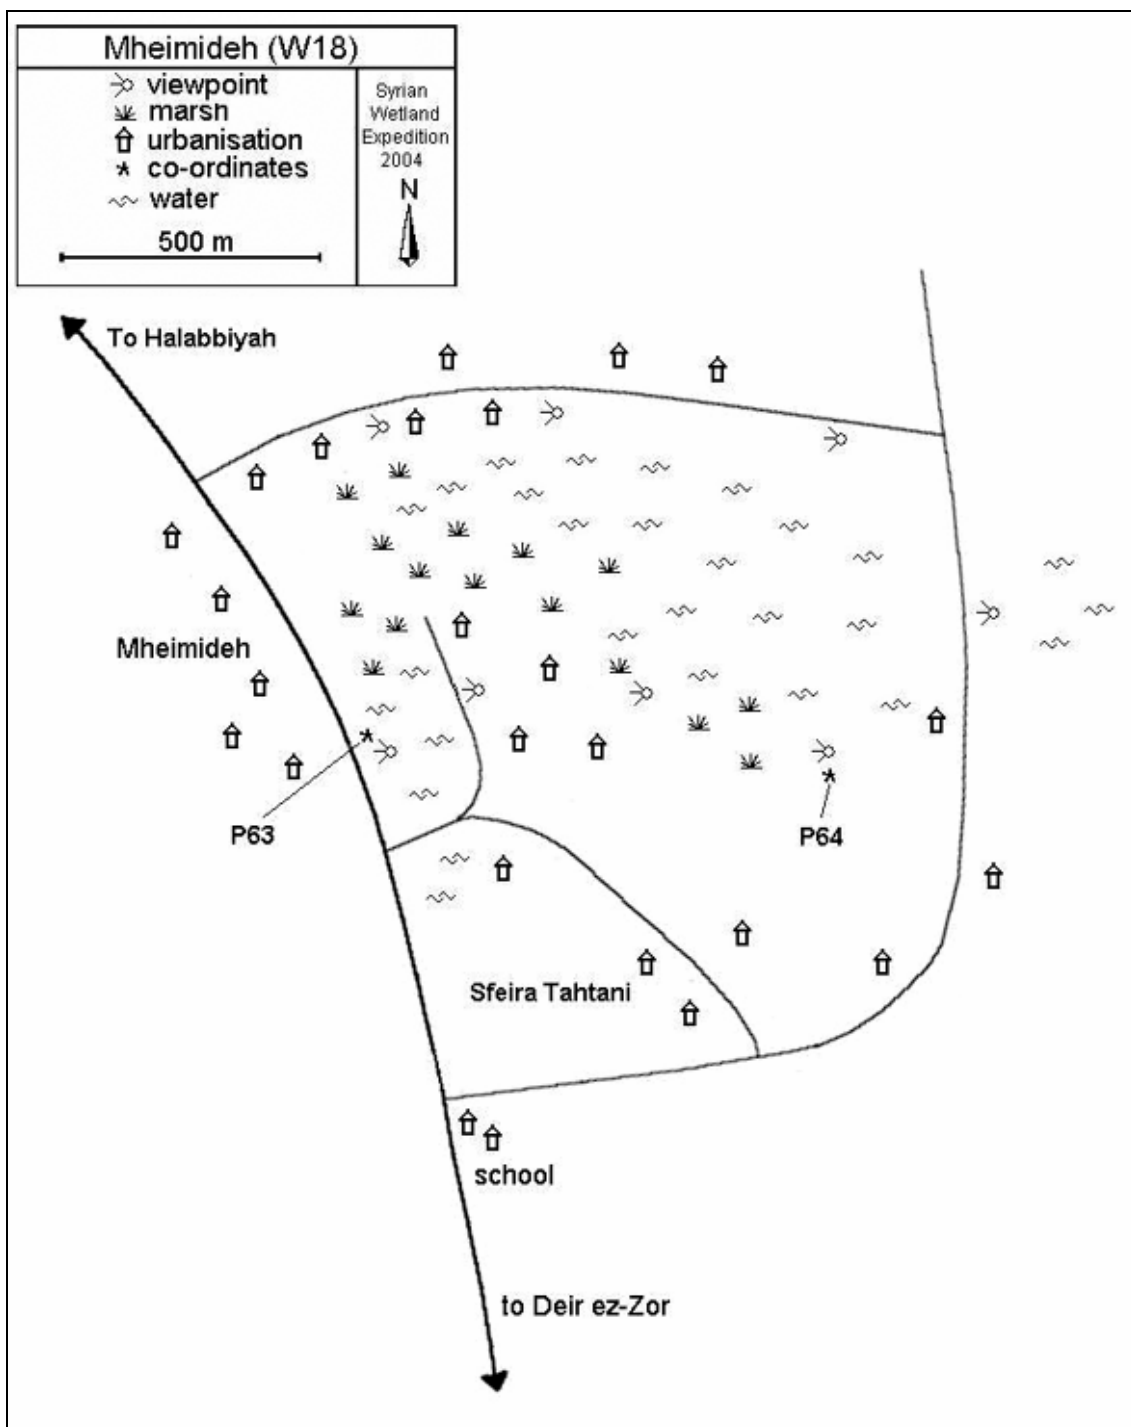 Mheimideh (W18)
viewpoint
marsh
urbanisation
co-ordinates
water
500 m
Syrian
Wetland
Expedition
2004
N
To Halabbiyah
Mheimideh
P63
P64
Sfeira Tahtani
school
to Deir ez-Zor